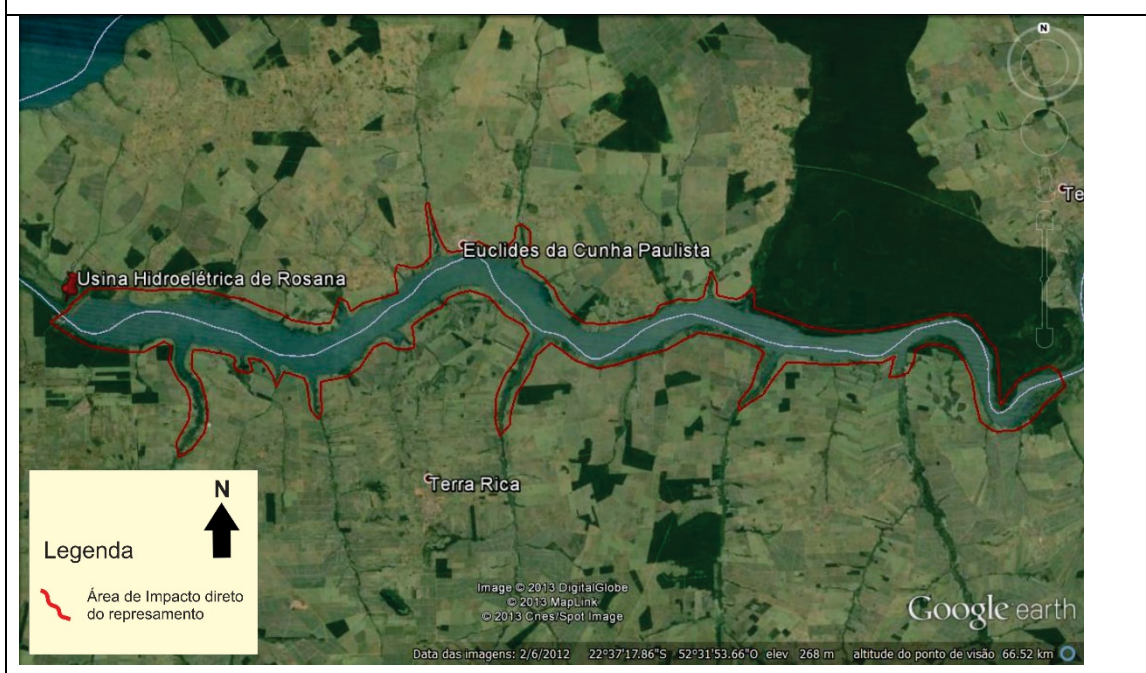 N
Te
Euclides da Cunha Paulista
Usina Hidroelétrica de Rosana
Terra Rica
N
Legenda
Área de Impacto direto
do represamento
Image © 2013 DigitalGlobe
© 2013 MapLink
© 2013 Cnes/Spot Image
Google earth
Data das imagens: 2/6/2012 22°37'17.86"S 52°31'53.66"O elev 268 m altitude do ponto de visão 66.52 km